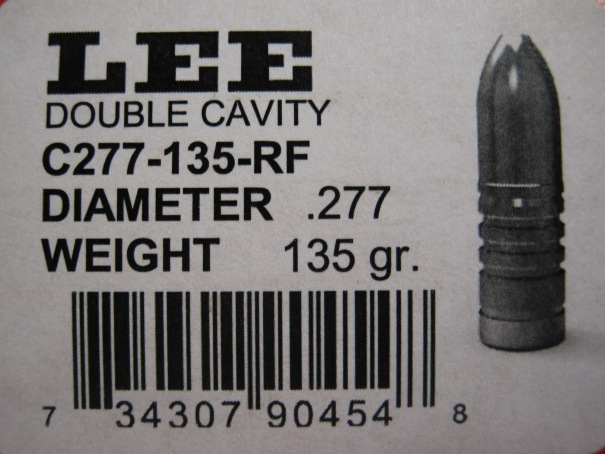 LEE
DOUBLE CAVITY
C277-135-RF
DIAMETER .277
WEIGHT 135 gr.
7 34307 90454 8